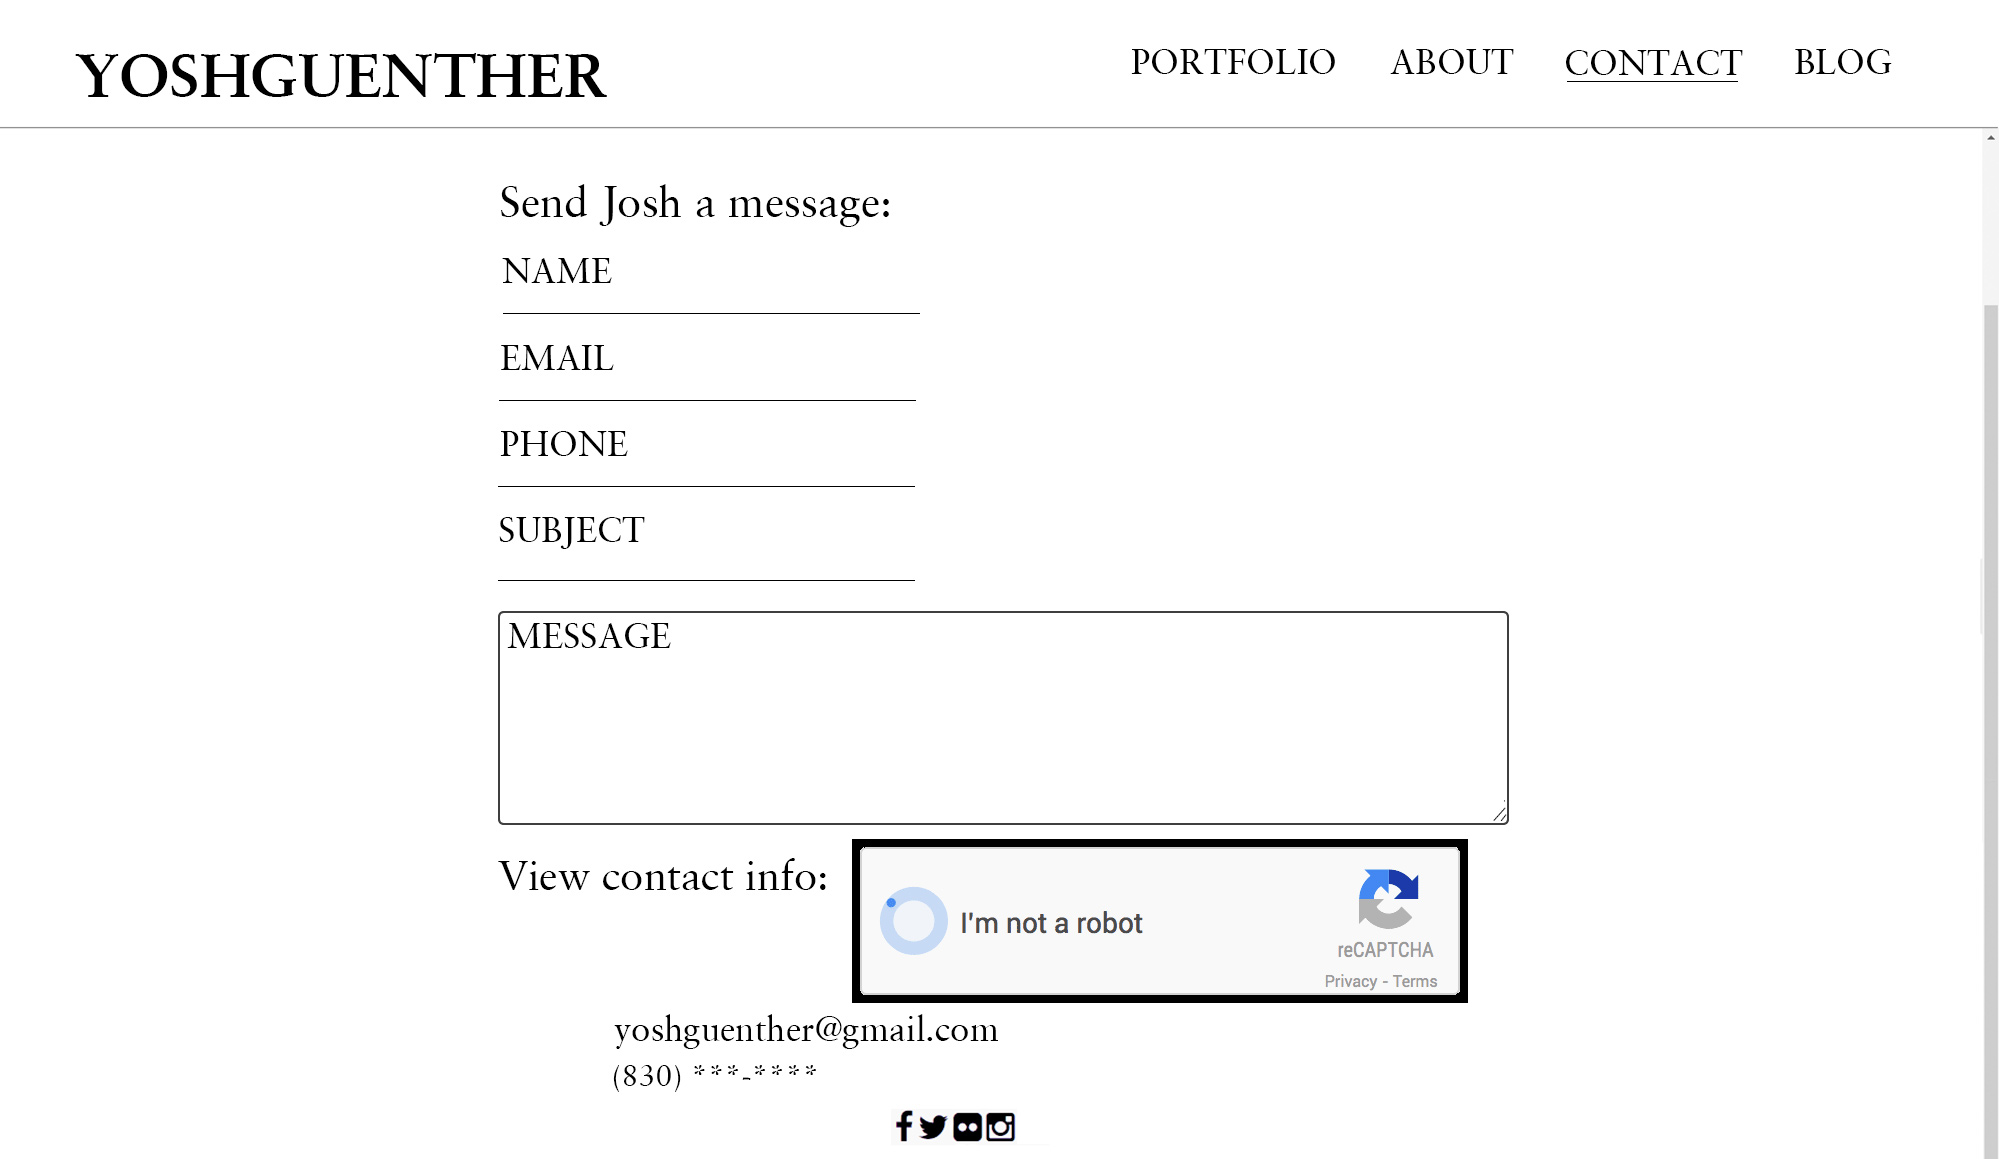 YOSHGUENTHER
PORTFOLIO ABOUT CONTACT BLOG
Send Josh a message:
NAME
EMAIL
PHONE
SUBJECT
MESSAGE
View contact info:
I'm not a robot
reCAPTCHA
Privacy - Terms
yoshguenther@gmail.com
(830) ***-****